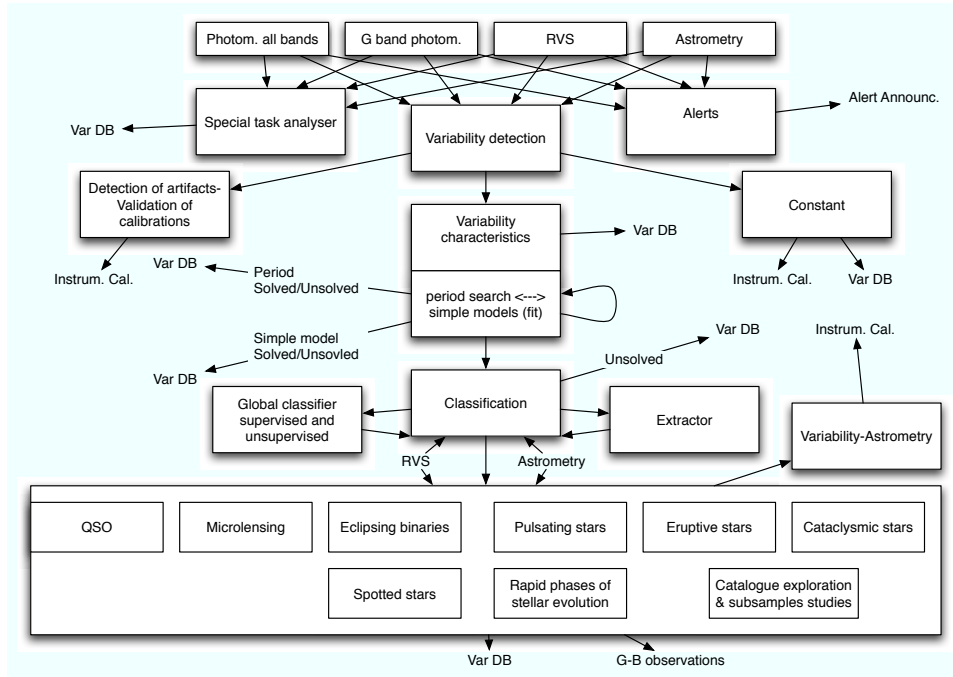 Photom. all bands
G band photom.
RVS
Astrometry
Special task analyser
Variability detection
Alerts
Alert Announc.
Var DB
Detection of artifacts-
Validation of
calibrations
Variability
characteristics
Constant
Var DB
Instrum. Cal.
Var DB
Period
Solved/Unsolved
period search <--->
simple models (fit)
Instrum. Cal.
Var DB
Simple model
Solved/Unsovled
Var DB
Unsolved
Var DB
Instrum. Cal.
Global classifier
supervised and
unsupervised
Classification
Extractor
Variability-Astrometry
RVS
Astrometry
QSO
Microlensing
Eclipsing binaries
Pulsating stars
Eruptive stars
Cataclysmic stars
Spotted stars
Rapid phases of
stellar evolution
Catalogue exploration
& subsamples studies
Var DB
G-B observations